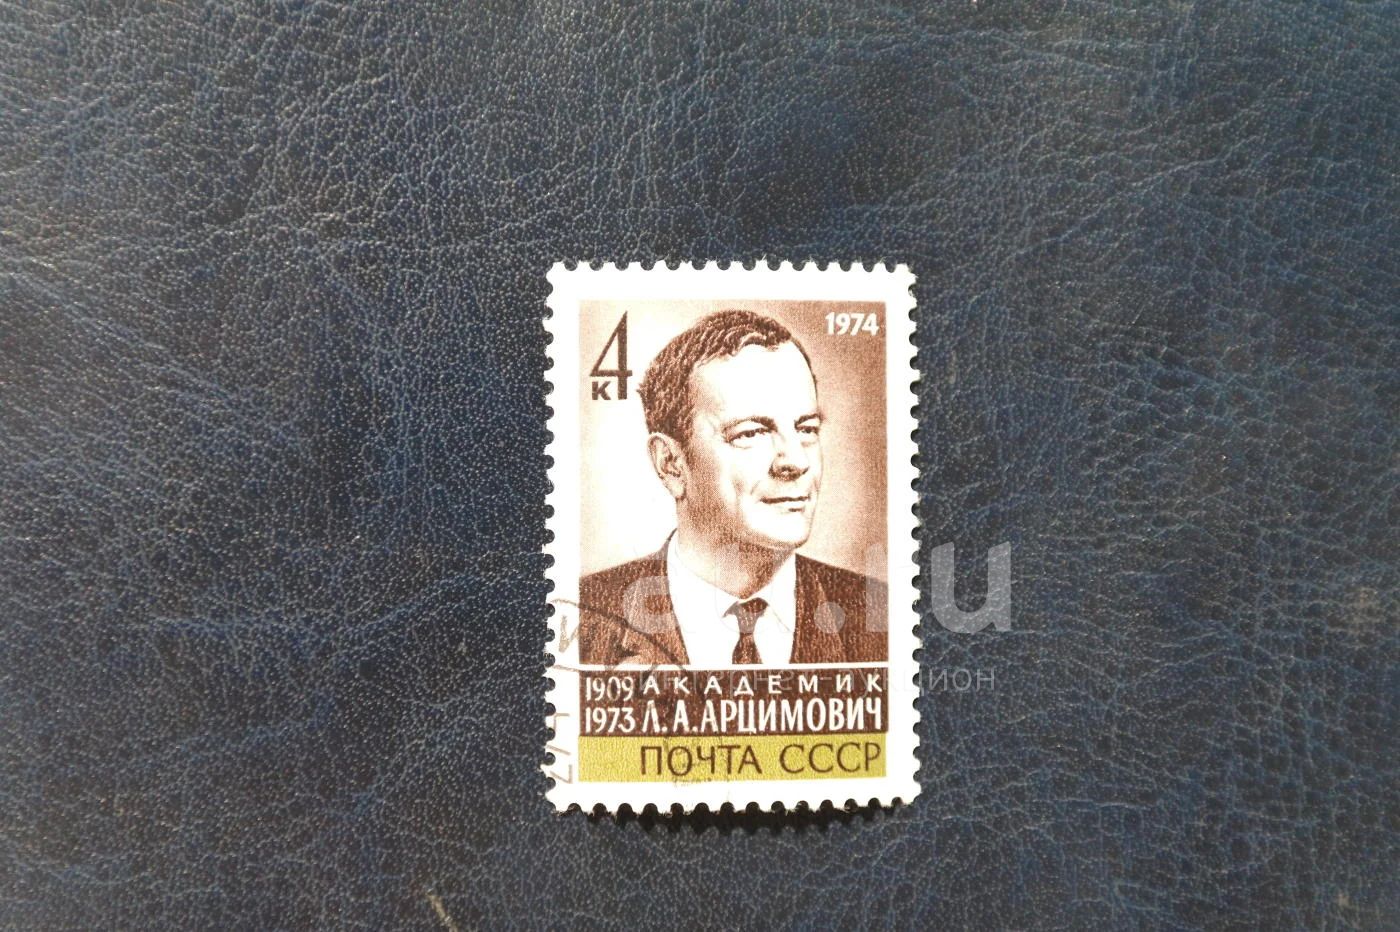 4 1974
к
1909 АКАДЕМИК
1973 Л.А.АРЦИМОВИЧ
ПОЧТА СССР